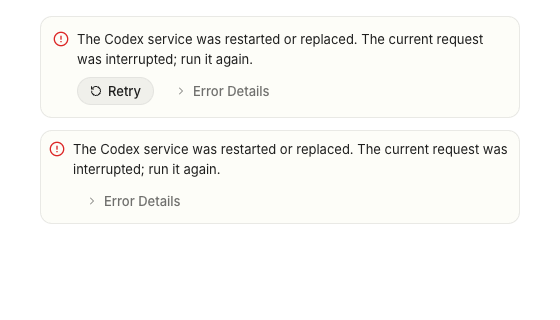 The Codex service was restarted or replaced. The current request
was interrupted; run it again.
Retry
Error Details
The Codex service was restarted or replaced. The current request was
interrupted; run it again.
Error Details